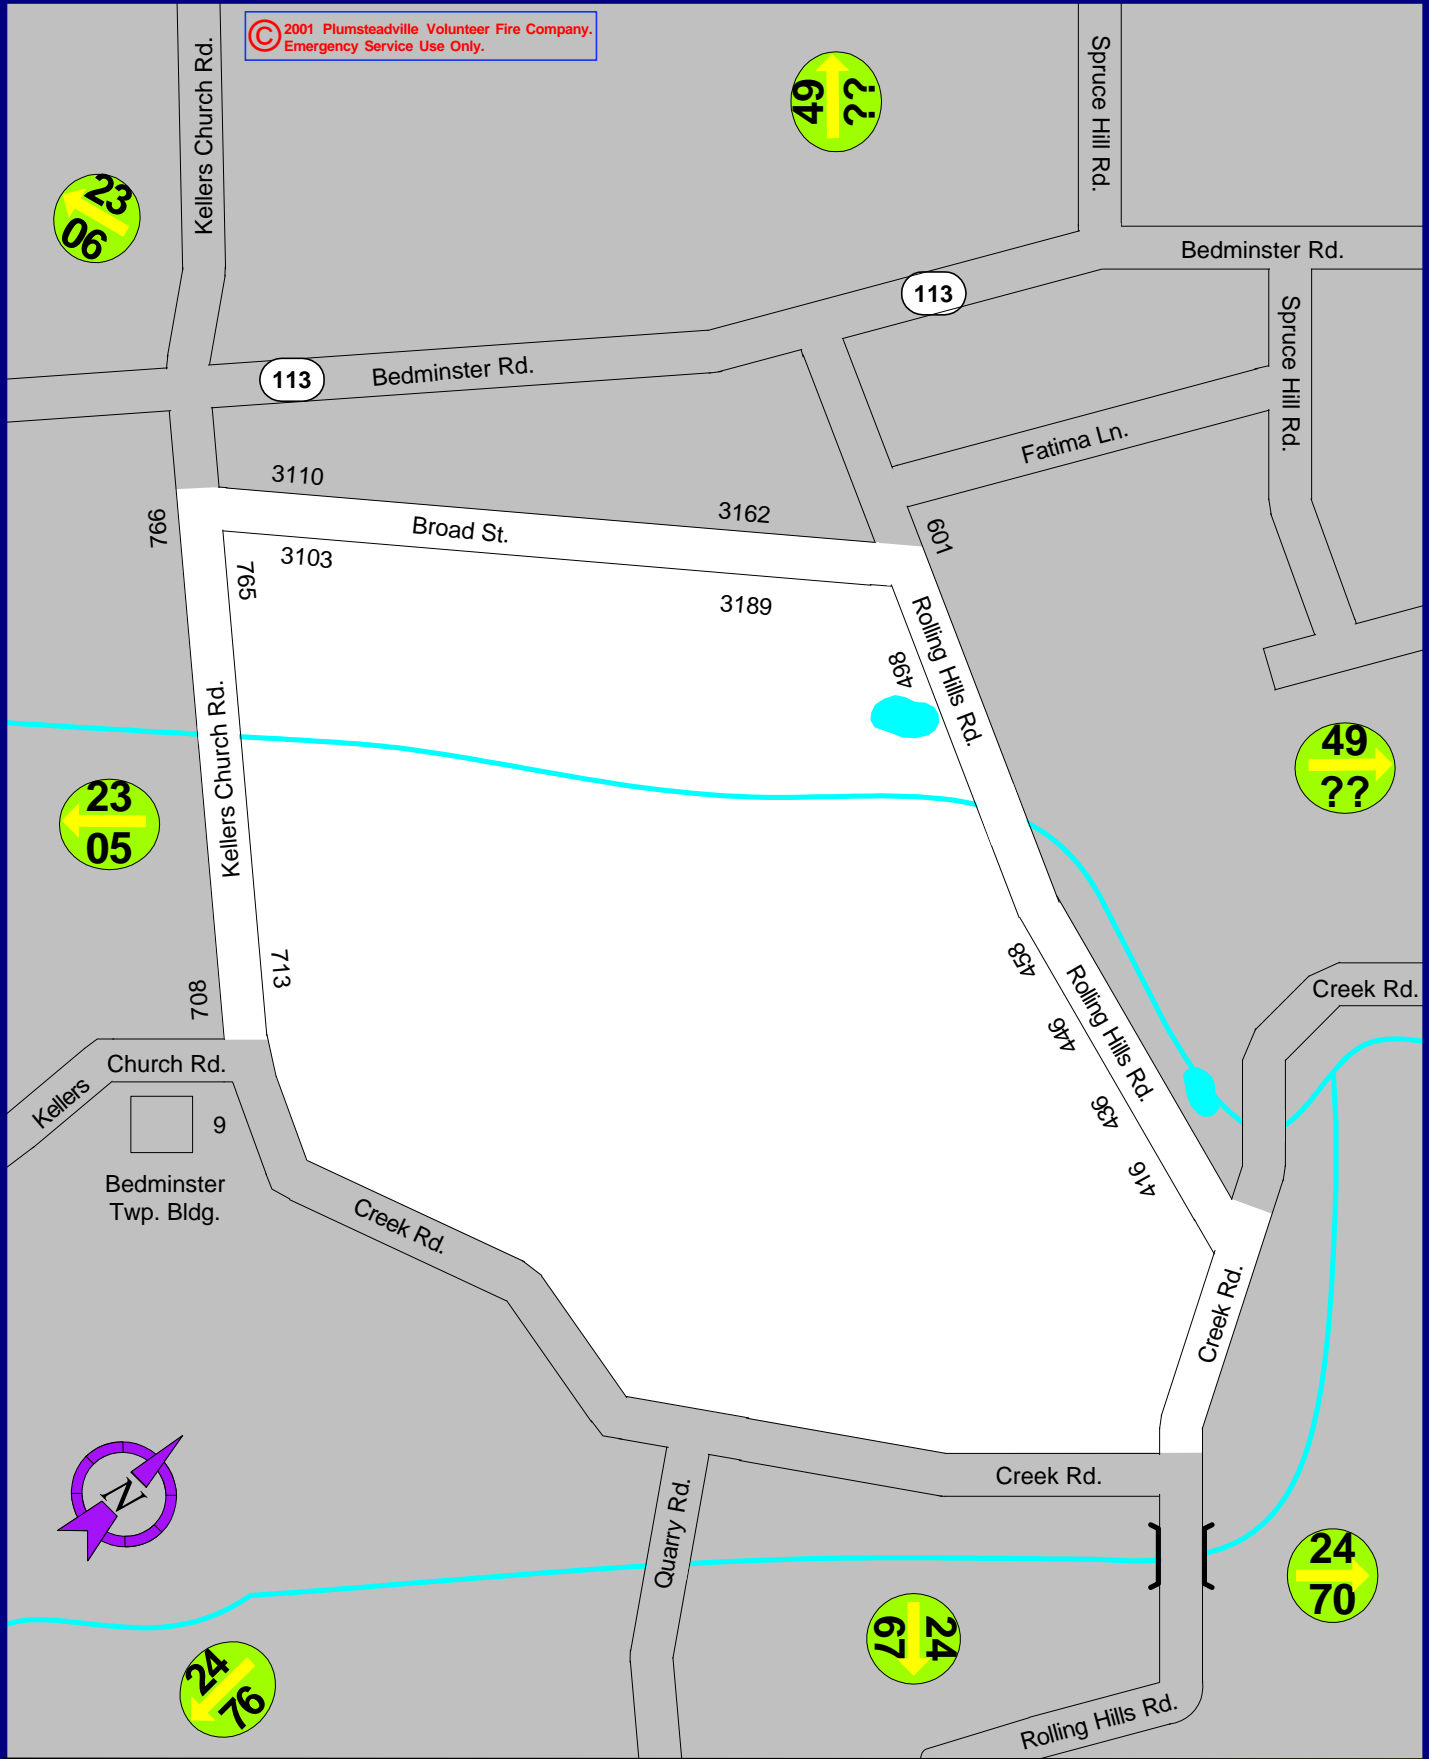 © 2001 Plumsteadville Volunteer Fire Company.
Emergency Service Use Only.
Kellers Church Rd.
49
??
Spruce Hill Rd.
23
06
Bedminster Rd.
113
Spruce Hill Rd.
113
Bedminster Rd.
Fatima Ln.
3110
3162
766
Broad St.
601
3103
765
3189
Rolling Hills Rd.
498
Kellers Church Rd.
49
??
23
05
713
708
458
Rolling Hills Rd.
446
436
416
Creek Rd.
Church Rd.
Kellers
9
Bedminster
Twp. Bldg.
Creek Rd.
Creek Rd.
N
Creek Rd.
Quarry Rd.
24
70
24
67
24
76
Rolling Hills Rd.